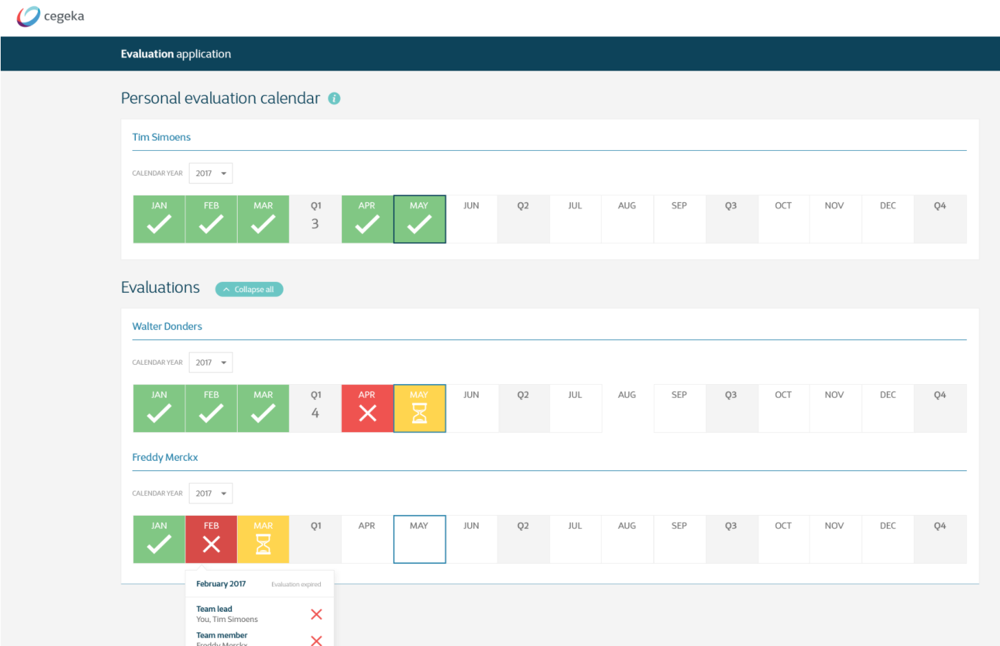 cegeka
Evaluation application
Personal evaluation calendar i
Tim Simoens
CALENDAR YEAR 2017
JAN FEB MAR Q1 APR MAY JUN Q2 JUL AUG SEP Q3 OCT NOV DEC Q4
3
Evaluations Collapse all
Walter Donders
CALENDAR YEAR 2017
JAN FEB MAR Q1 APR MAY JUN Q2 JUL AUG SEP Q3 OCT NOV DEC Q4
4
Freddy Merckx
CALENDAR YEAR 2017
JAN FEB MAR Q1 APR MAY JUN Q2 JUL AUG SEP Q3 OCT NOV DEC Q4
February 2017 Evaluation expired
Team lead
You, Tim Simoens
Team member
Freddy Merckx